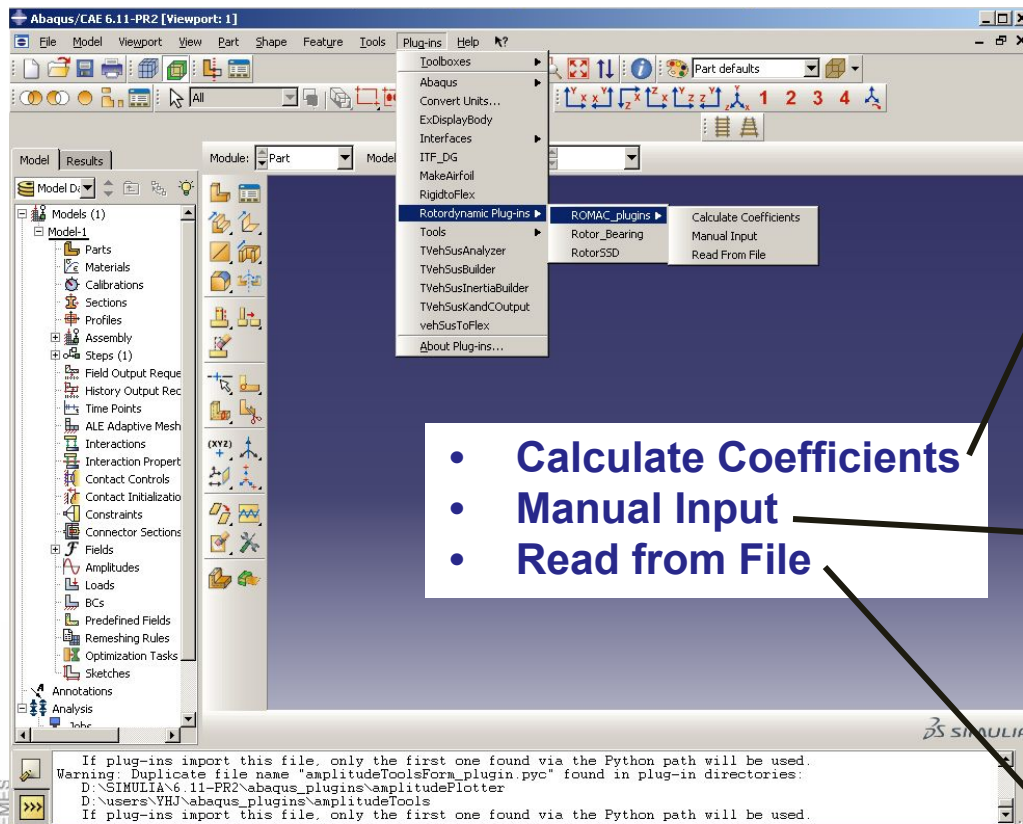 Abaqus/CAE 6.11-PR2 [Viewport: 1]
File Model Viewport View Part Shape Feature Tools Plug-ins Help
Part defaults
All
1 2 3 4
Model Results
Module: Part Model
Model Da
Models (1)
Model-1
Parts
Materials
Calibrations
Sections
Profiles
Assembly
Steps (1)
Field Output Reque
History Output Rec
Time Points
ALE Adaptive Mesh
Interactions
Interaction Propert
Contact Controls
Contact Initializatio
Constraints
Connector Sections
Fields
Amplitudes
Loads
BCs
Predefined Fields
Remeshing Rules
Optimization Tasks
Sketches
Annotations
Analysis
Jobs
(XYZ)
Toolboxes
Abaqus
Convert Units...
ExDisplayBody
Interfaces
ITF_DG
MakeAirfoil
RigidtoFlex
Rotordynamic Plug-ins
Tools
TVehSusAnalyzer
TVehSusBuilder
TVehSusInertiaBuilder
TVehSusKandCOutput
vehSusToFlex
About Plug-ins...
ROMAC_plugins
Rotor_Bearing
RotorSSD
Calculate Coefficients
Manual Input
Read From File
• Calculate Coefficients
• Manual Input
• Read from File
SIMULIA
If plug-ins import this file, only the first one found via the Python path will be used.
Warning: Duplicate file name "amplitudeToolsForm_plugin.pyc" found in plug-in directories:
D:\SIMULIA\6.11-PR2\abaqus_plugins\amplitudePlotter
D:\users\YHJ\abaqus_plugins\amplitudeTools
If plug-ins import this file, only the first one found via the Python path will be used.